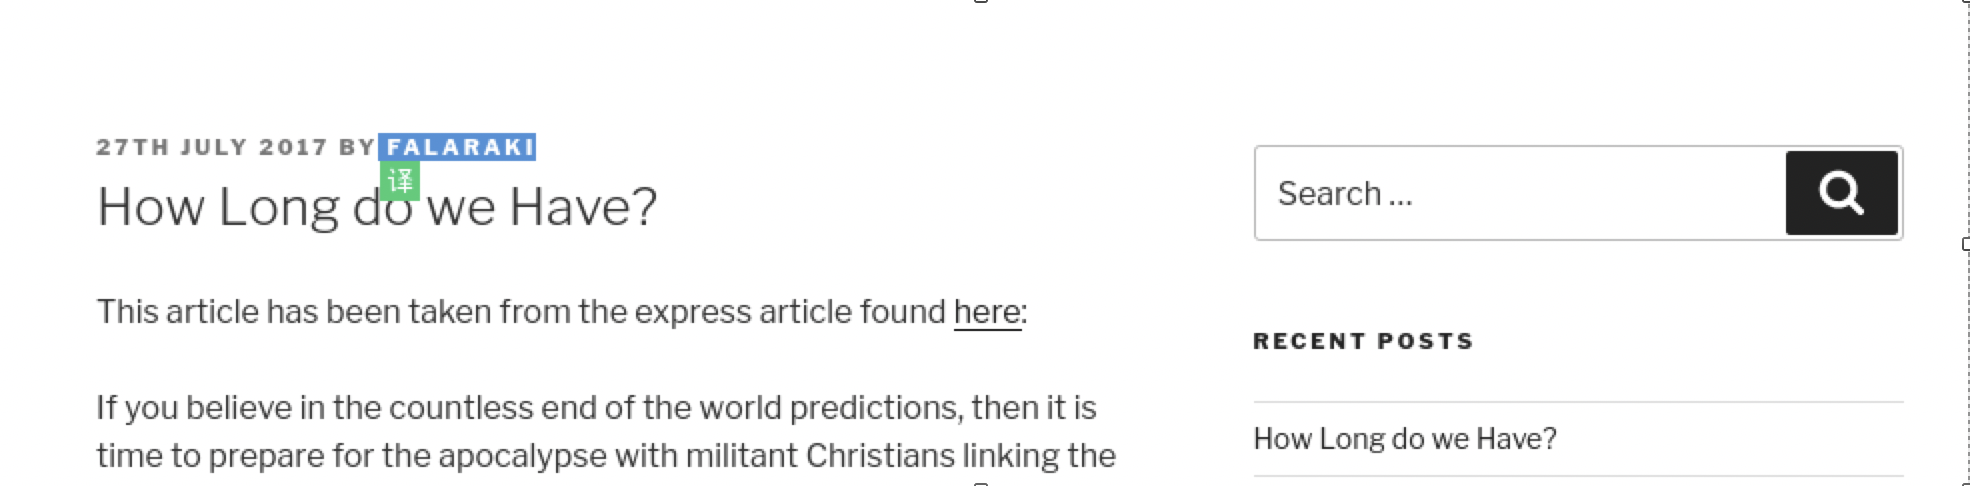 27TH JULY 2017 BY FALARAKI
译
How Long do we Have?
This article has been taken from the express article found here:
If you believe in the countless end of the world predictions, then it is
time to prepare for the apocalypse with militant Christians linking the
Search ...
RECENT POSTS
How Long do we Have?